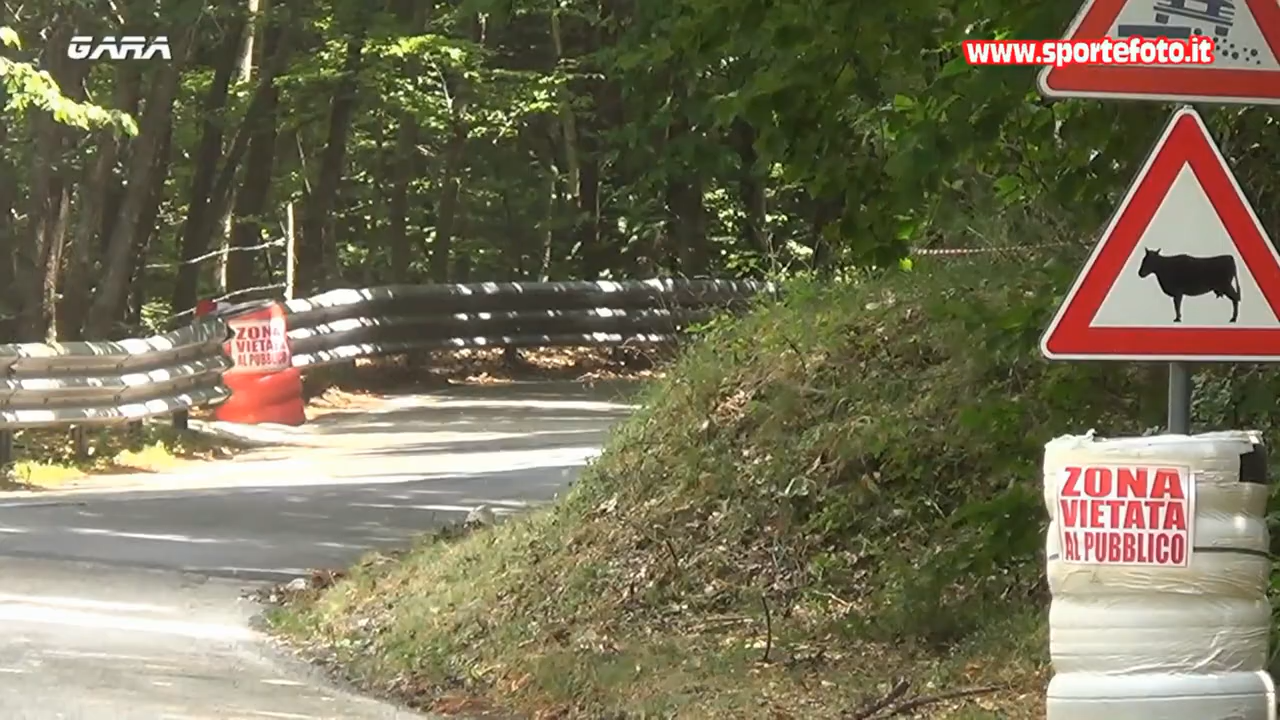 GARA
www.sportefoto.it
ZONA
VIETATA
AL PUBBLICO
ZONA
VIETATA
AL PUBBLICO